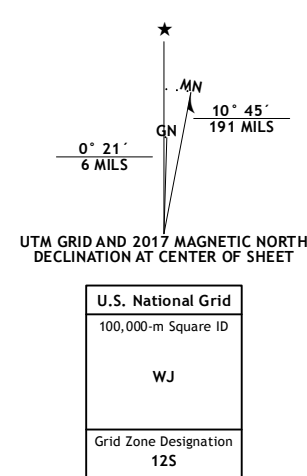 ★
MN
GN
10° 45´
191 MILS
0° 21´
6 MILS
UTM GRID AND 2017 MAGNETIC NORTH
DECLINATION AT CENTER OF SHEET
U.S. National Grid
100,000-m Square ID
WJ
Grid Zone Designation
12S